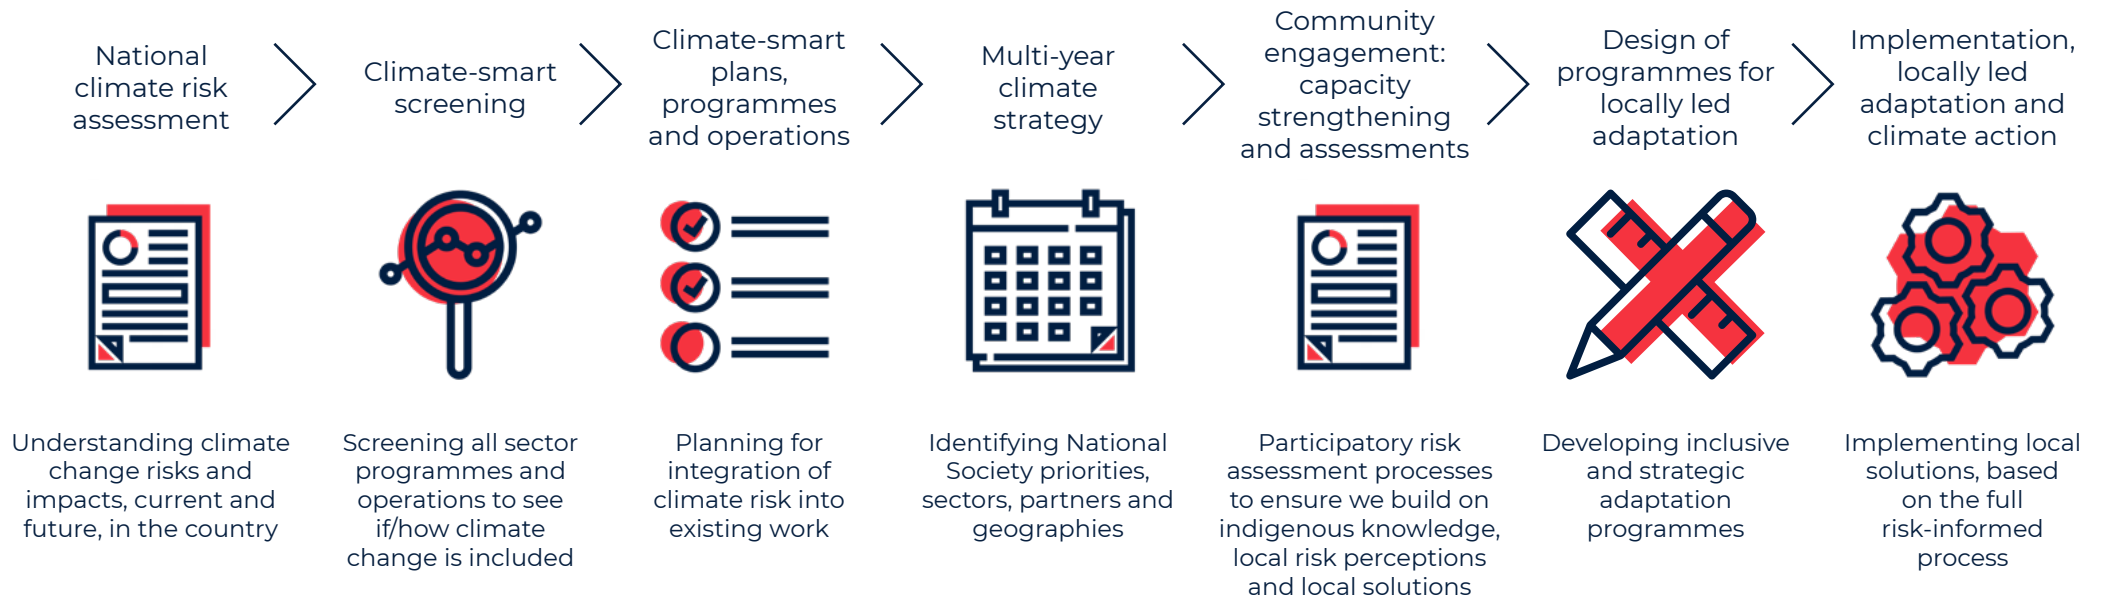 National
climate risk
assessment
Climate-smart
screening
Climate-smart
plans,
programmes
and operations
Multi-year
climate
strategy
Community
engagement:
capacity
strengthening
and assessments
Design of
programmes for
locally led
adaptation
Implementation,
locally led
adaptation and
climate action
Understanding climate
change risks and
impacts, current and
future, in the country
Screening all sector
programmes and
operations to see
if/how climate
change is included
Planning for
integration of
climate risk into
existing work
Identifying National
Society priorities,
sectors, partners and
geographies
Participatory risk
assessment processes
to ensure we build on
indigenous knowledge,
local risk perceptions
and local solutions
Developing inclusive
and strategic
adaptation
programmes
Implementing local
solutions, based
on the full
risk-informed
process